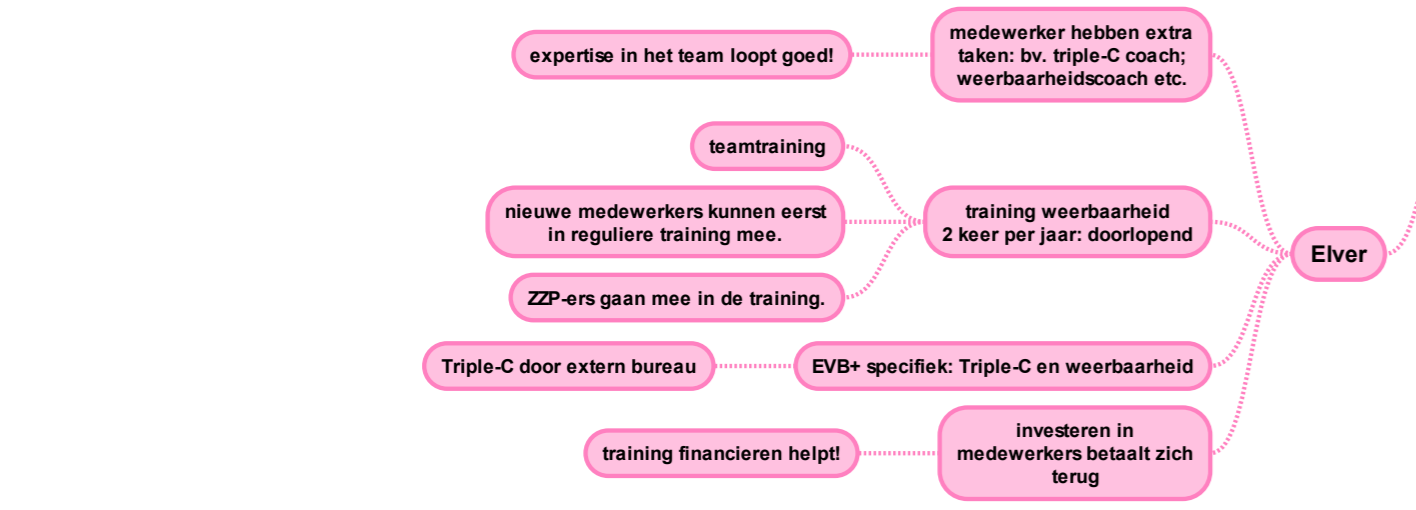 expertise in het team loopt goed!
medewerker hebben extra
taken: bv. triple-C coach;
weerbaarheidscoach etc.
teamtraining
nieuwe medewerkers kunnen eerst
in reguliere training mee.
ZZP-ers gaan mee in de training.
training weerbaarheid
2 keer per jaar: doorlopend
Elver
Triple-C door extern bureau
EVB+ specifiek: Triple-C en weerbaarheid
training financieren helpt!
investeren in
medewerkers betaalt zich
terug